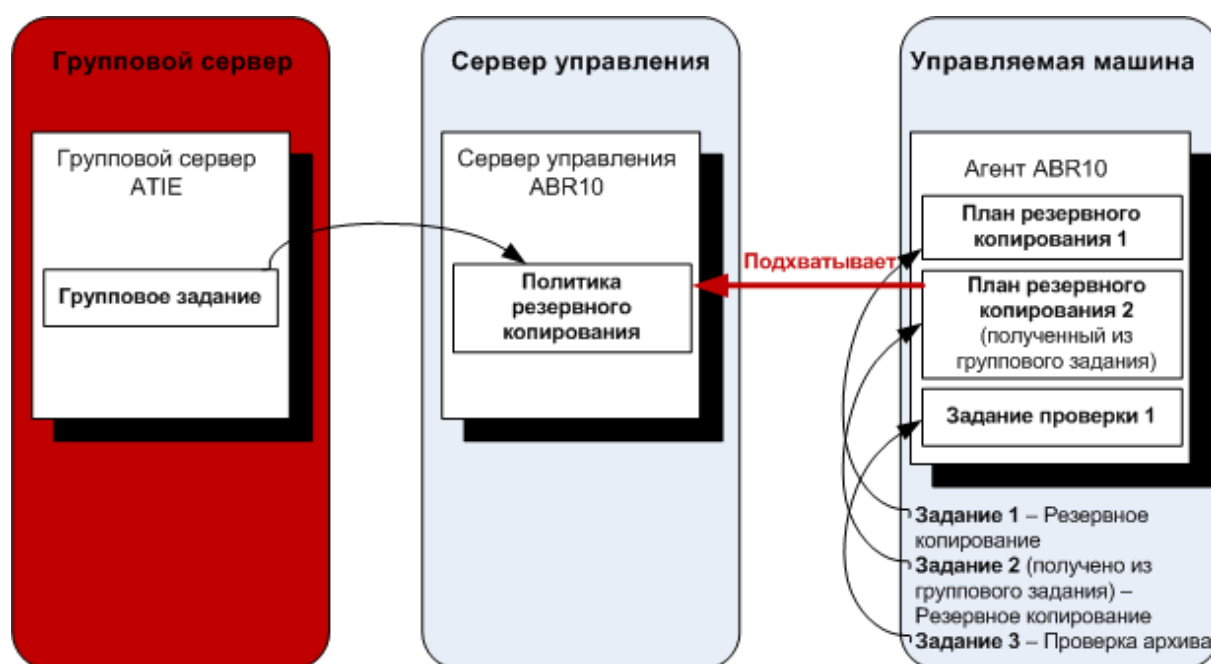 Групповой сервер
Групповой сервер
ATIE
Групповое задание
Сервер управления
Сервер управления
ABR10
Политика
резервного
копирования
Подхватывает
Управляемая машина
Агент ABR10
План резервного
копирования 1
План резервного
копирования 2
(полученный из
группового задания)
Задание проверки 1
Задание 1 – Резервное
копирование
Задание 2 (получено из
группового задания) –
Резервное копирование
Задание 3 – Проверка архива